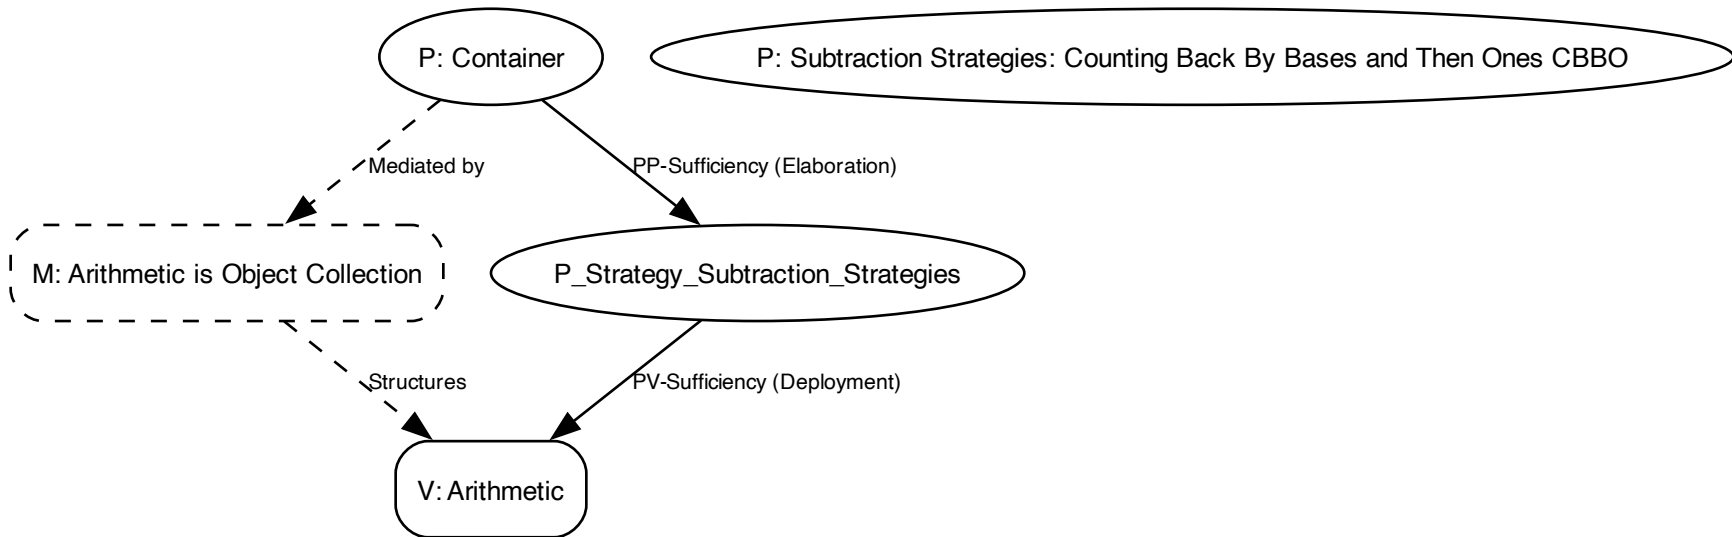 P: Container
P: Subtraction Strategies: Counting Back By Bases and Then Ones CBBO
Mediated by
PP-Sufficiency (Elaboration)
M: Arithmetic is Object Collection
P_Strategy_Subtraction_Strategies
Structures
PV-Sufficiency (Deployment)
V: Arithmetic